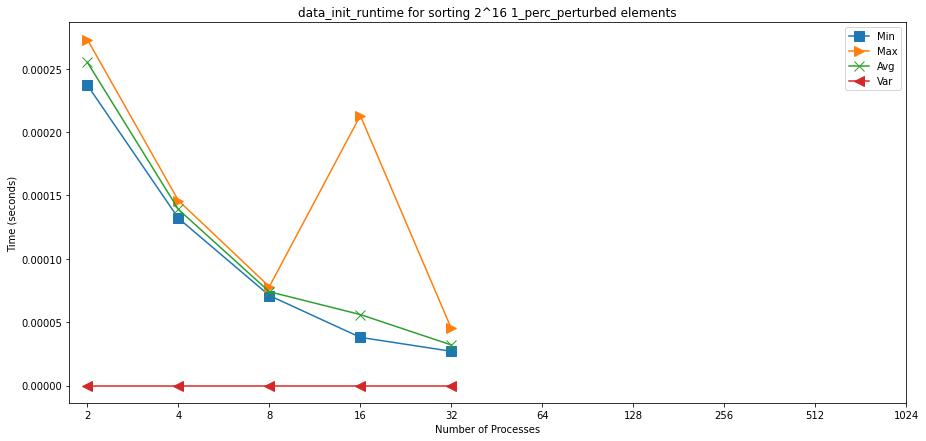 data_init_runtime for sorting 2^16 1_perc_perturbed elements
Min
Max
Avg
Var
Time (seconds)
0.00025
0.00020
0.00015
0.00010
0.00005
0.00000
2 4 8 16 32 64 128 256 512 1024
Number of Processes